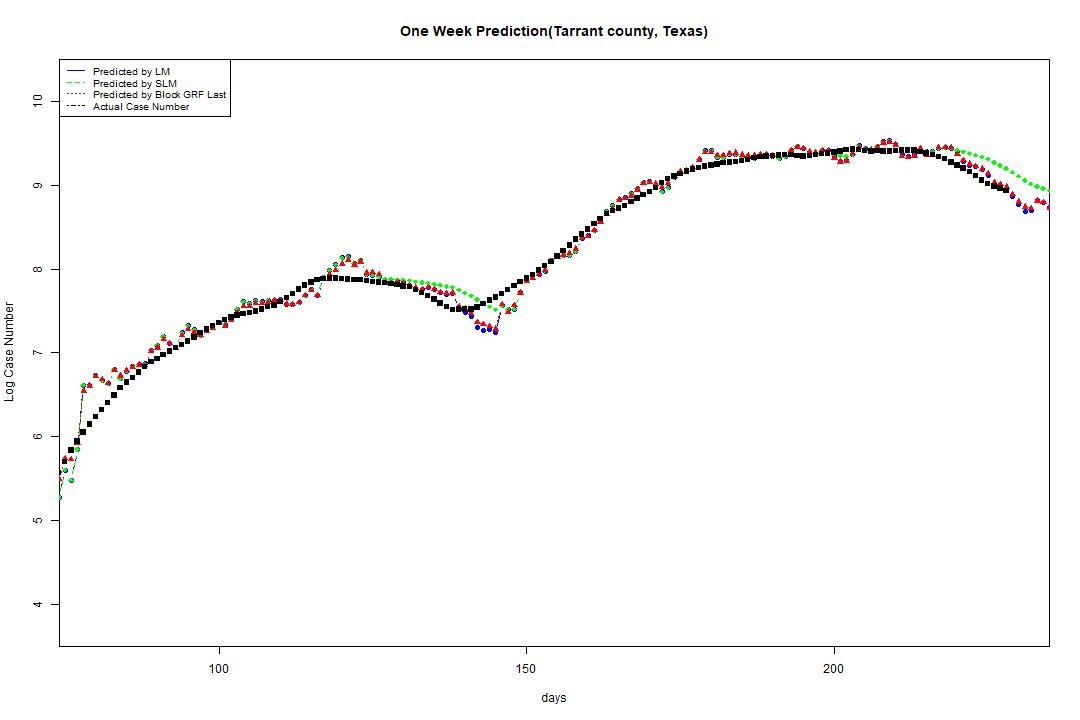 One Week Prediction(Tarrant county, Texas)
Predicted by LM
Predicted by SLM
Predicted by Block GRF Last
Actual Case Number
10
9
8
7
6
5
4
Log Case Number
100
150
200
days